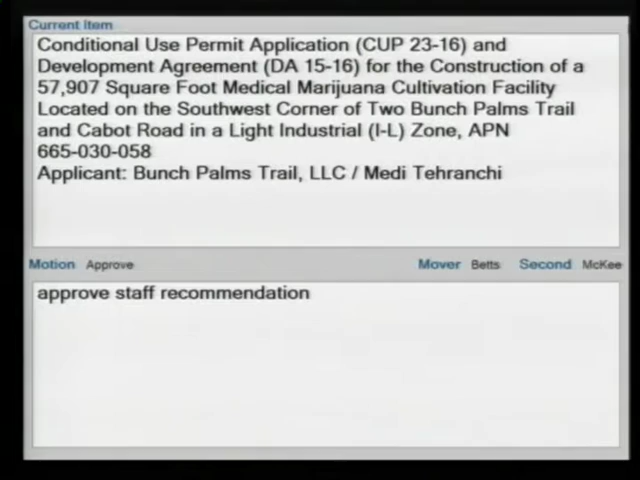 Current Item
Conditional Use Permit Application (CUP 23-16) and
Development Agreement (DA 15-16) for the Construction of a
57,907 Square Foot Medical Marijuana Cultivation Facility
Located on the Southwest Corner of Two Bunch Palms Trail
and Cabot Road in a Light Industrial (I-L) Zone, APN
665-030-058
Applicant: Bunch Palms Trail, LLC / Medi Tehranchi
Motion Approve Mover Betts Second McKee
approve staff recommendation